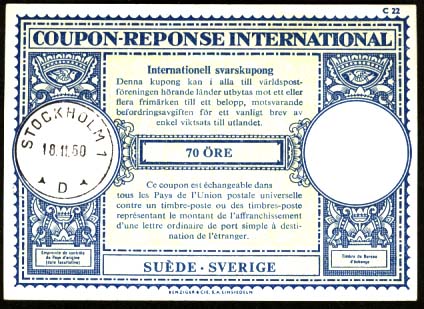 C 22
COUPON-REPONSE INTERNATIONAL
Internationell svarskupong
Denna kupong kan i alla till världspost-
föreningen hörande länder utbytas mot ett eller
flera frimärken till ett belopp, motsvarande
befordringsavgiften för ett vanligt brev av
enkel viktsats till utlandet.
STOCKHOLM 1
18.11.50
D
70 ÖRE
Ce coupon est échangeable dans
tous les Pays de l'Union postale universelle
contre un timbre-poste ou des timbres-poste
représentant le montant de l'affranchissement
d'une lettre ordinaire de port simple à desti-
nation de l'étranger.
Empreinte de contrôle
du Pays d'origine
(date facultative)
Timbre du Bureau
d'échange
SUÈDE · SVERIGE
BENZIGER & CIE. S.A. EINSIEDELN.